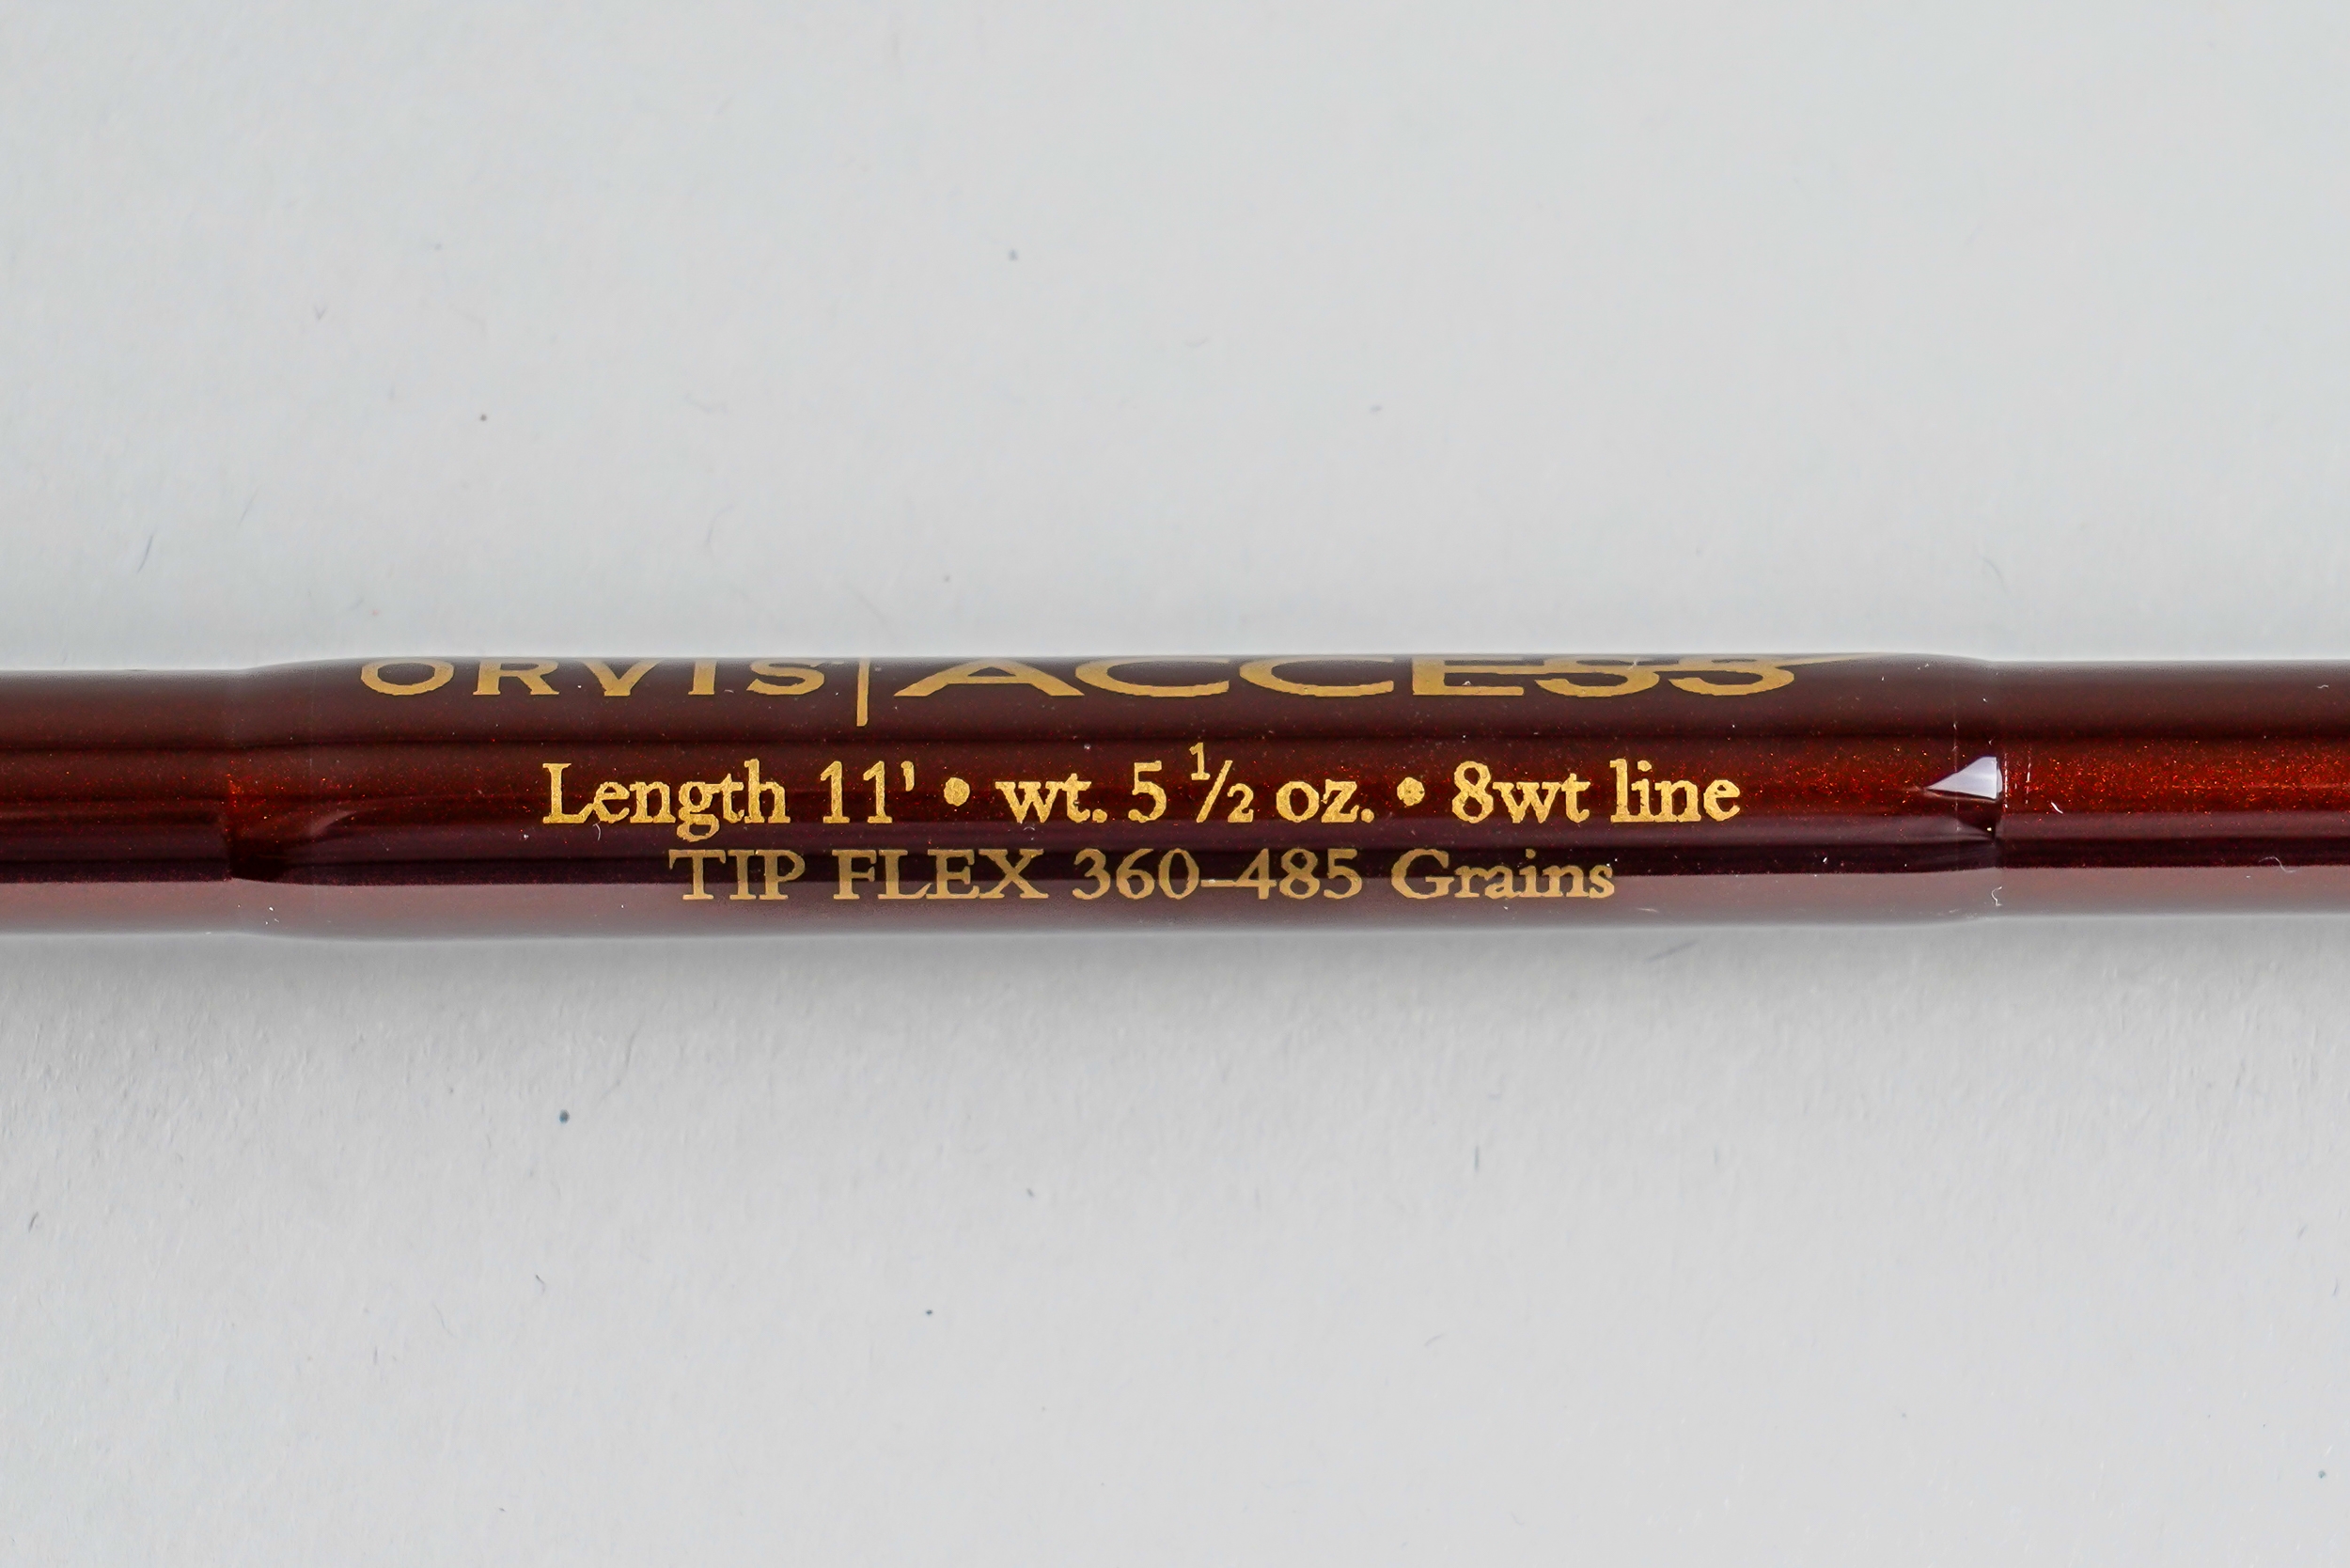 ORVIS | ACCESS
Length 11' • wt. 5 ½ oz. • 8wt line
TIP FLEX 360–485 Grains